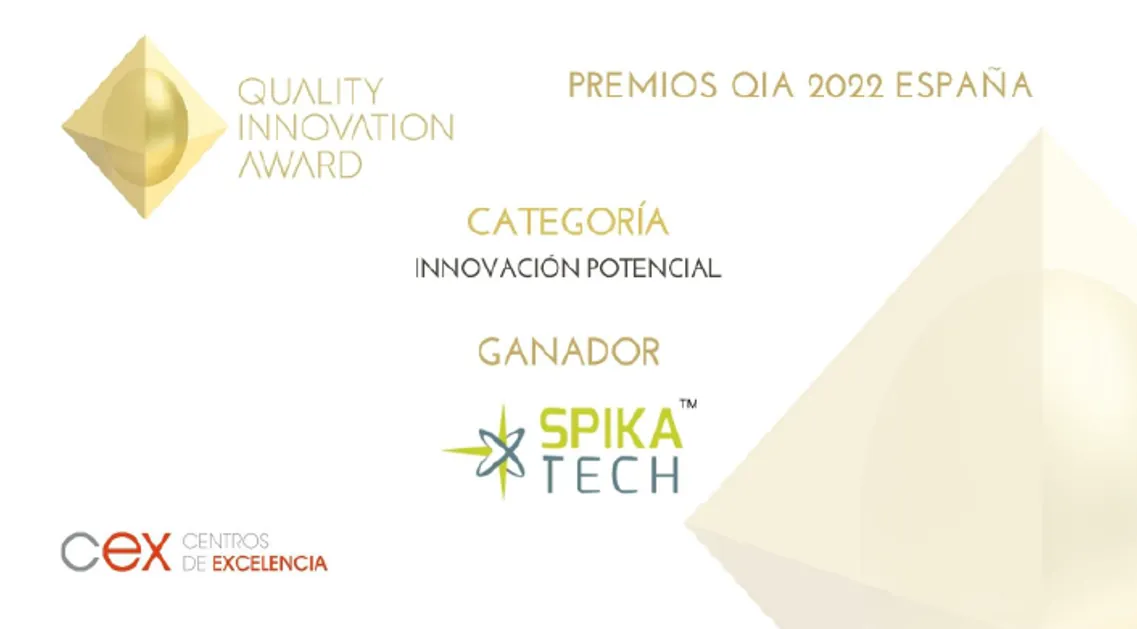 QUALITY
INNOVATION
AWARD
PREMIOS QIA 2022 ESPAÑA
CATEGORÍA
INNOVACIÓN POTENCIAL
GANADOR
SPIKA™
TECH
cex CENTROS
DE EXCELENCIA